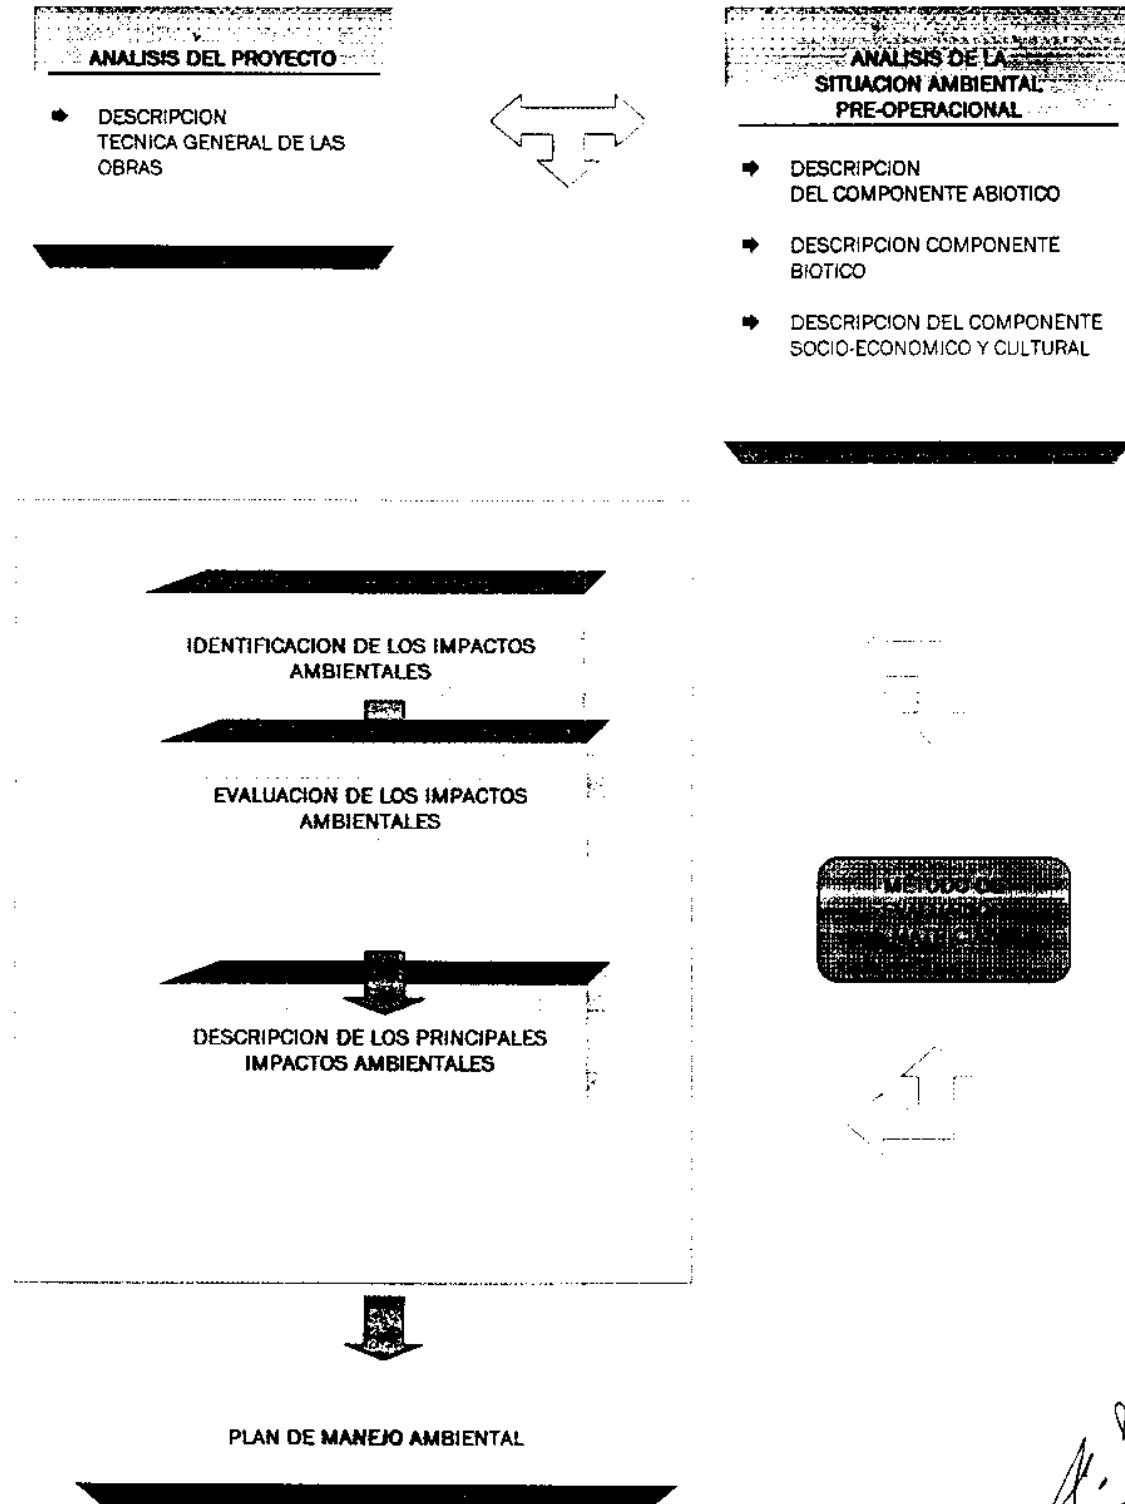 ANALISIS DEL PROYECTO
DESCRIPCION
TECNICA GENERAL DE LAS
OBRAS
ANALISIS DE LA
SITUACION AMBIENTAL
PRE-OPERACIONAL
DESCRIPCION
DEL COMPONENTE ABIOTICO
DESCRIPCION COMPONENTE
BIOTICO
DESCRIPCION DEL COMPONENTE
SOCIO-ECONOMICO Y CULTURAL
IDENTIFICACION DE LOS IMPACTOS
AMBIENTALES
EVALUACION DE LOS IMPACTOS
AMBIENTALES
METODO DE
DESCRIPCION DE LOS PRINCIPALES
IMPACTOS AMBIENTALES
PLAN DE MANEJO AMBIENTAL